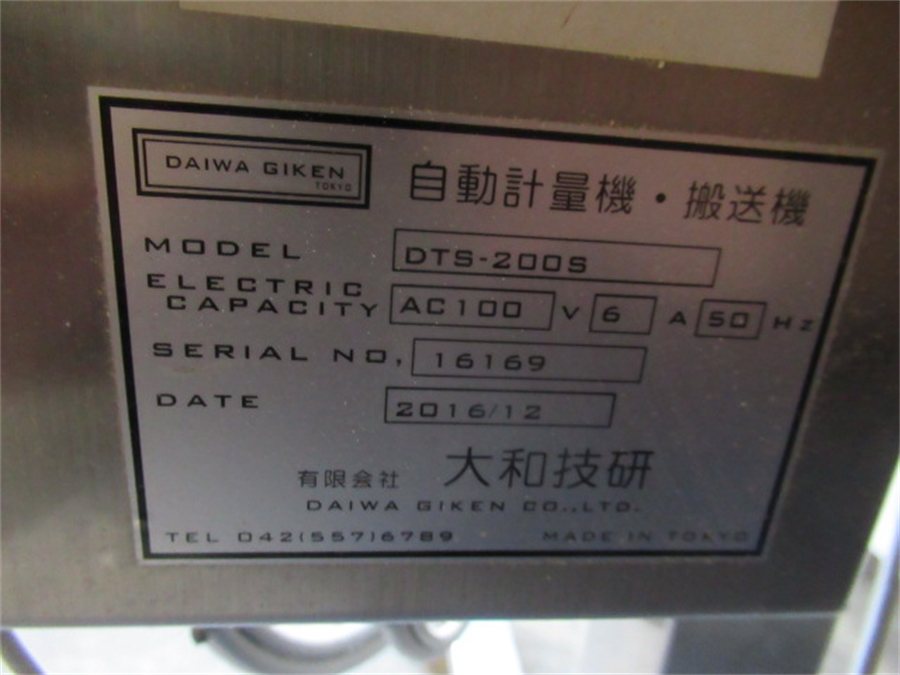 DAIWA GIKEN
TOKYO
自動計量機・搬送機
MODEL DTS-200S
ELECTRIC
CAPACITY AC100 V 6 A 50 Hz
SERIAL NO, 16169
DATE 2016/12
有限会社 大和技研
DAIWA GIKEN CO.,LTD.
TEL 042(557)6789 MADE IN TOKYO